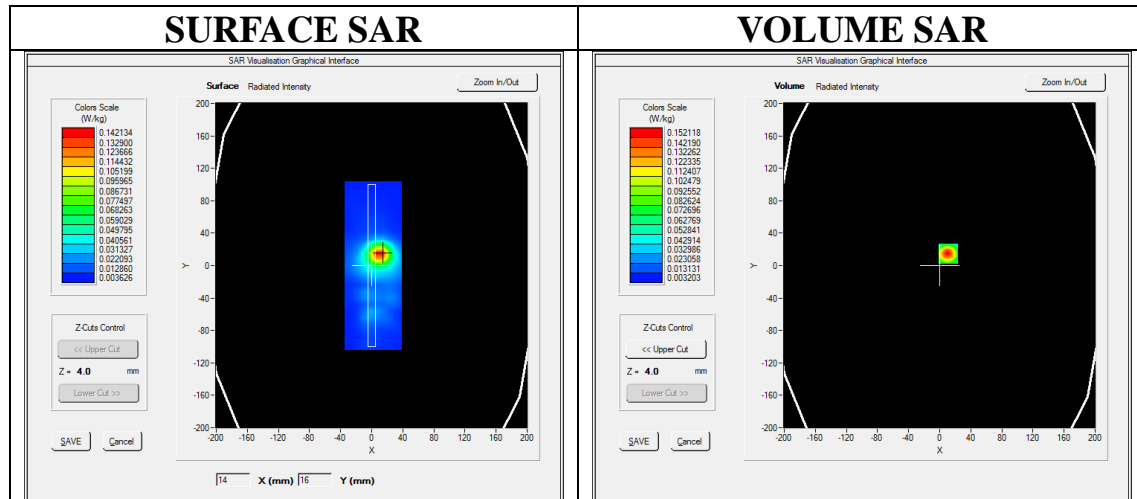 SURFACE SAR
VOLUME SAR
SAR Visualisation Graphical Interface
Surface Radiated Intensity
Zoom In/Out
Colors Scale
(W/kg)
0.142134
0.132900
0.123666
0.114432
0.105199
0.095965
0.086731
0.077497
0.068263
0.059029
0.049795
0.040561
0.031327
0.022093
0.012860
0.003626
200
160
120
80
40
0
-40
-80
-120
-160
-200
Y
-200 -160 -120 -80 -40 0 40 80 120 160 200
X
Z-Cuts Control
<< Upper Cut
Z = 4.0 mm
Lower Cut >>
SAVE Cancel
14 X (mm) 16 Y (mm)
SAR Visualisation Graphical Interface
Volume Radiated Intensity
Zoom In/Out
Colors Scale
(W/kg)
0.152118
0.142190
0.132262
0.122335
0.112407
0.102479
0.092552
0.082624
0.072696
0.062769
0.052841
0.042914
0.032986
0.023058
0.013131
0.003203
200
160
120
80
40
0
-40
-80
-120
-160
-200
Y
-200 -160 -120 -80 -40 0 40 80 120 160 200
X
Z-Cuts Control
<< Upper Cut
Z = 4.0 mm
Lower Cut >>
SAVE Cancel